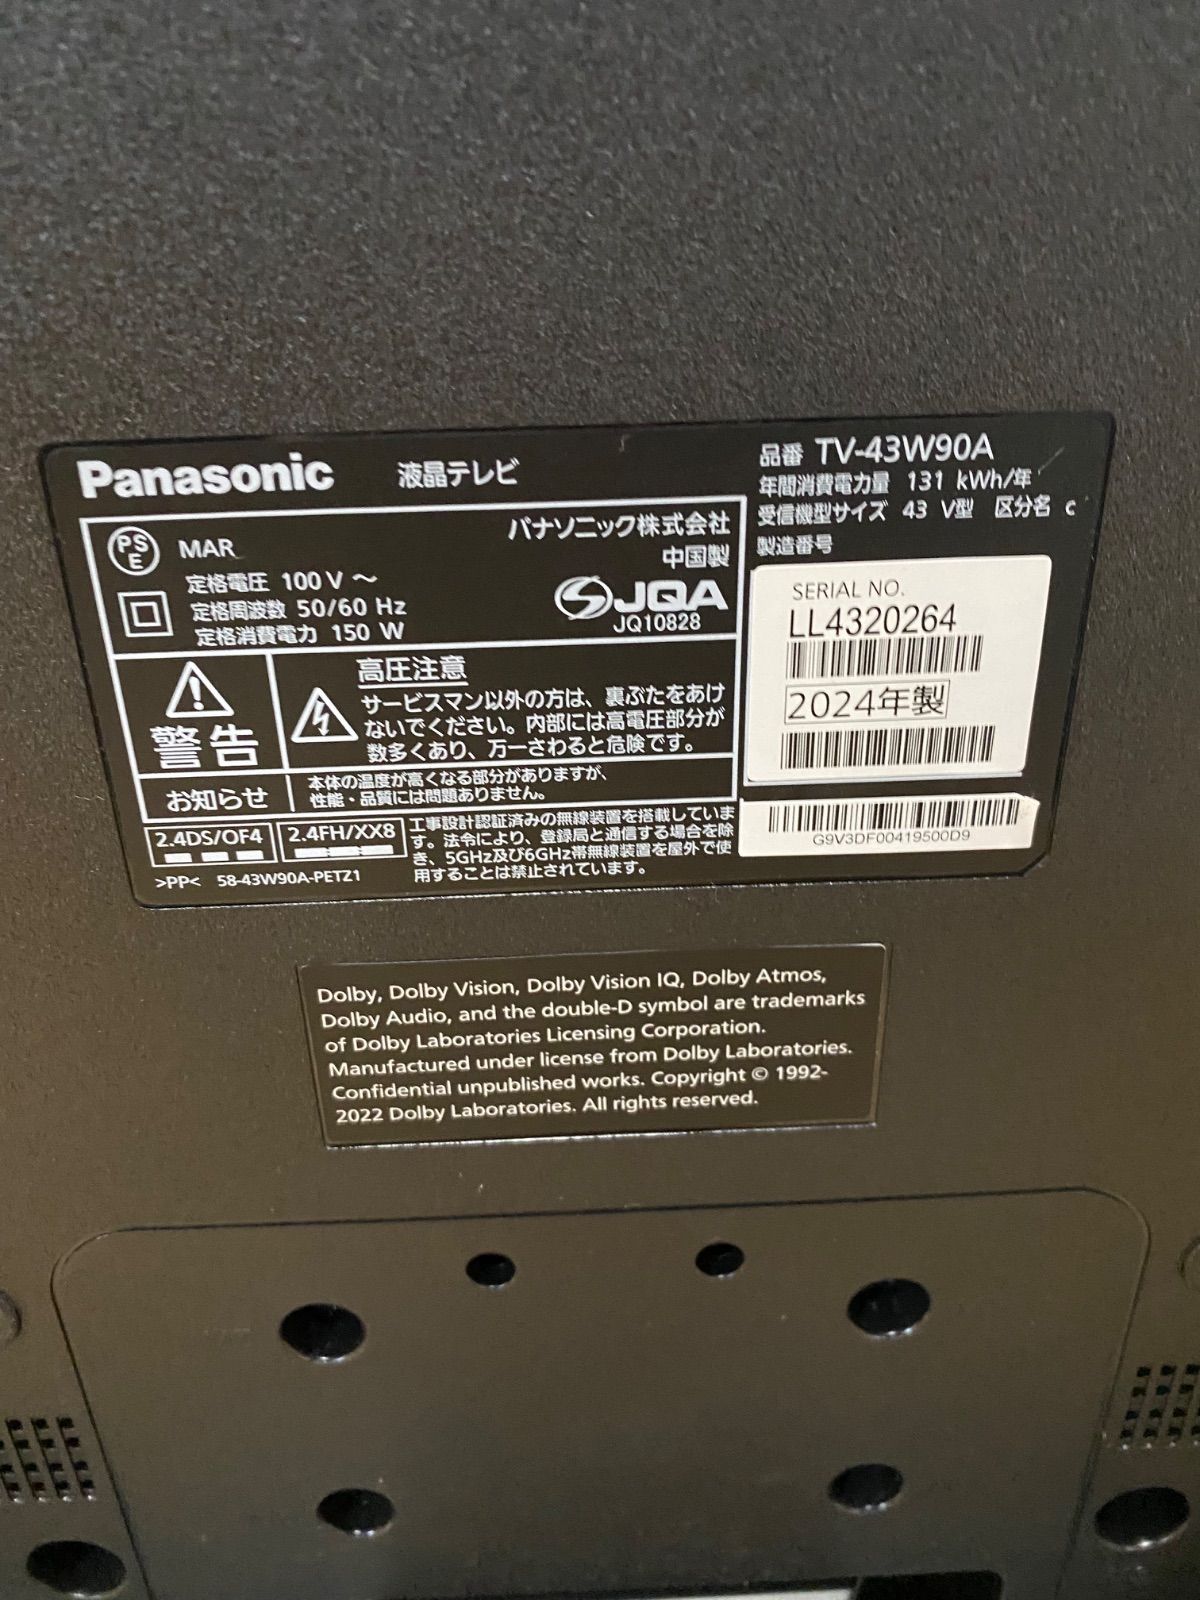 Panasonic 液晶テレビ
品番 TV-43W90A
年間消費電力量 131 kWh/年
受信機型サイズ 43 V型 区分名 c
製造番号
PS
E
MAR
定格電圧 100 V ～
定格周波数 50/60 Hz
定格消費電力 150 W
パナソニック株式会社
中国製
JQA
JQ10828
SERIAL NO.
LL4320264
2024年製
G9V3DF00419500D9
警告
高圧注意
サービスマン以外の方は、裏ぶたをあけ
ないでください。内部には高電圧部分が
数多くあり、万一さわると危険です。
お知らせ
本体の温度が高くなる部分がありますが、
性能・品質には問題ありません。
2.4DS/OF4
2.4FH/XX8
工事設計認証済みの無線装置を搭載していま
す。法令により、登録局と通信する場合を除
き、5GHz及び6GHz帯無線装置を屋外で使
用することは禁止されています。
>PP< 58-43W90A-PETZ1
Dolby, Dolby Vision, Dolby Vision IQ, Dolby Atmos,
Dolby Audio, and the double-D symbol are trademarks
of Dolby Laboratories Licensing Corporation.
Manufactured under license from Dolby Laboratories.
Confidential unpublished works. Copyright © 1992-
2022 Dolby Laboratories. All rights reserved.